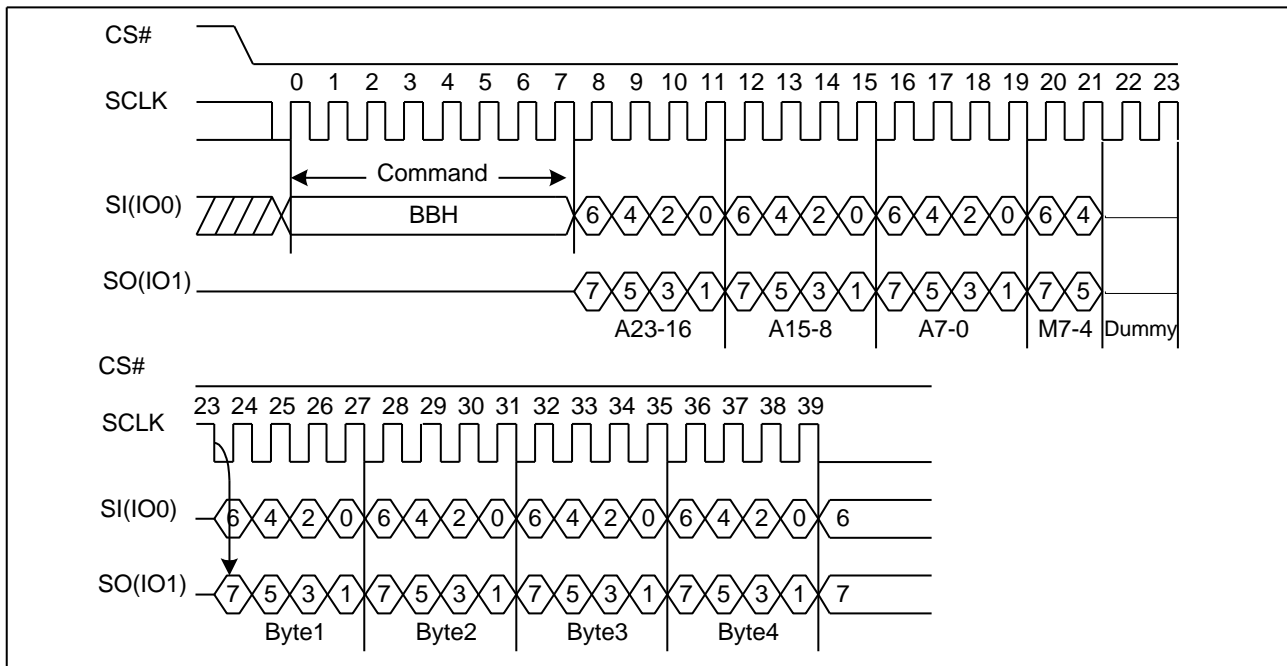 CS#
0 1 2 3 4 5 6 7 8 9 10 11 12 13 14 15 16 17 18 19 20 21 22 23
SCLK
Command
SI(IO0) BBH 6 4 2 0 6 4 2 0 6 4 2 0 6 4
SO(IO1) 7 5 3 1 7 5 3 1 7 5 3 1 7 5
A23-16 A15-8 A7-0 M7-4 Dummy
CS#
23 24 25 26 27 28 29 30 31 32 33 34 35 36 37 38 39
SCLK
SI(IO0) 6 4 2 0 6 4 2 0 6 4 2 0 6 4 2 0 6
SO(IO1) 7 5 3 1 7 5 3 1 7 5 3 1 7 5 3 1 7
Byte1 Byte2 Byte3 Byte4